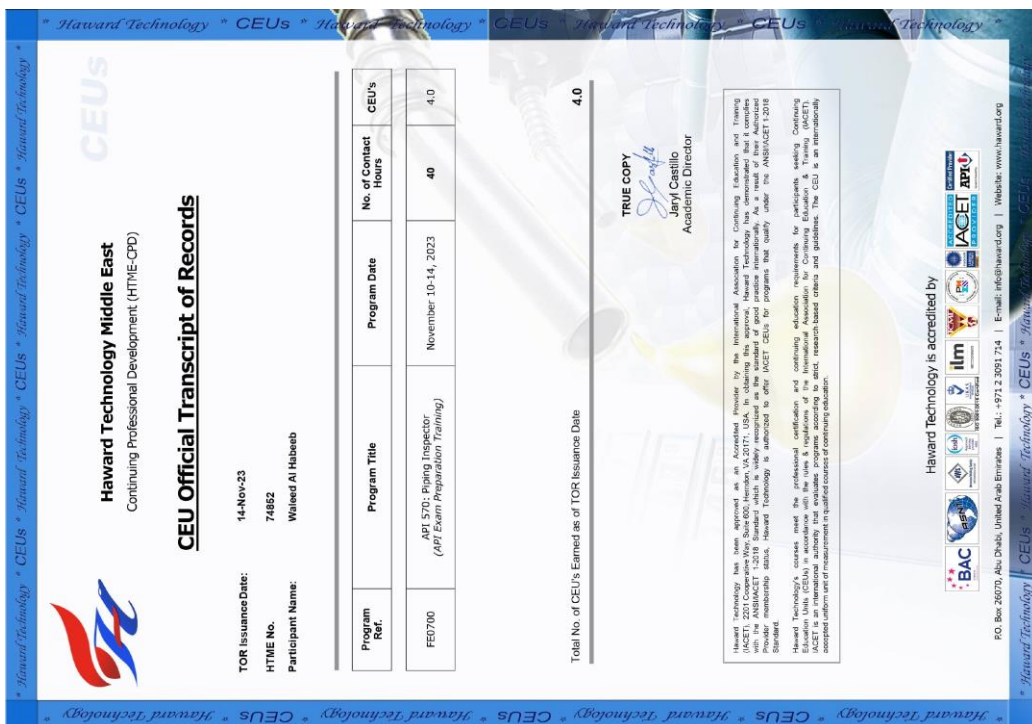 * Haward Technology * CEUs * Haward Technology * CEUs * Haward Technology * CEUs * Haward Technology *
CEUs
Haward Technology Middle East
Continuing Professional Development (HTME-CPD)
CEU Official Transcript of Records
TOR Issuance Date: 14-Nov-23
HTME No. 74852
Participant Name: Waleed Al Habeeb
Program Ref. Program Title Program Date No. of Contact Hours CEU's
FE0700 API 570: Piping Inspector (API Exam Preparation Training) November 10-14, 2023 40 4.0
Total No. of CEU's Earned as of TOR Issuance Date 4.0
TRUE COPY
Jaryl Castillo
Academic Director
Haward Technology has been approved as an Accredited Provider by the International Association for Continuing Education and Training
(IACET), 2201 Cooperative Way, Suite 600, Herndon, VA 20171, USA. In obtaining this approval, Haward Technology has demonstrated that it complies
with the ANSI/IACET 1-2018 Standard which is widely recognized as the standard of good practice internationally. As a result of their Authorized
Provider membership status, Haward Technology is authorized to offer IACET CEUs for programs that qualify under the ANSI/IACET 1-2018
Standard.
Haward Technology's courses meet the professional certification and continuing education requirements for participants seeking Continuing
Education Units (CEUs) in accordance with the rules & regulations of the International Association for Continuing Education & Training (IACET).
IACET is an international authority that evaluates programs according to strict, research-based criteria and guidelines. The CEU is an internationally
accepted uniform unit of measurement in qualified courses of continuing education.
Haward Technology is accredited by
BAC
ilm
ACCREDITED
IACET
PROVIDER
API-U
P.O. Box 26070, Abu Dhabi, United Arab Emirates | Tel.: +971 2 3091 714 | E-mail: info@haward.org | Website: www.haward.org